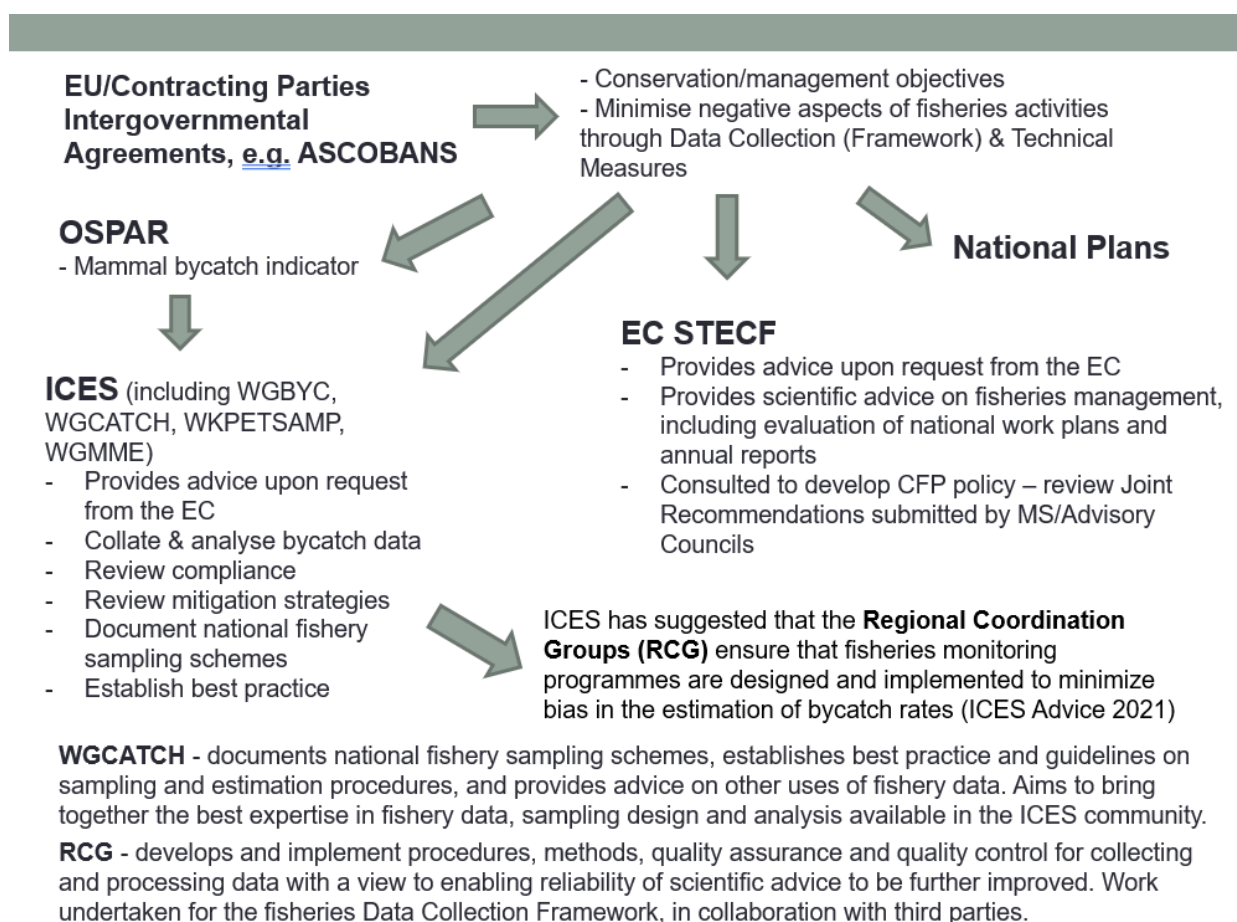 EU/Contracting Parties
Intergovernmental
Agreements, e.g. ASCOBANS
- Conservation/management objectives
- Minimise negative aspects of fisheries activities
through Data Collection (Framework) & Technical
Measures
OSPAR
- Mammal bycatch indicator
National Plans
ICES (including WGBYC,
WGCATCH, WKPETSAMP,
WGMME)
- Provides advice upon request
from the EC
- Collate & analyse bycatch data
- Review compliance
- Review mitigation strategies
- Document national fishery
sampling schemes
- Establish best practice
EC STECF
- Provides advice upon request from the EC
- Provides scientific advice on fisheries management,
including evaluation of national work plans and
annual reports
- Consulted to develop CFP policy – review Joint
Recommendations submitted by MS/Advisory
Councils
ICES has suggested that the Regional Coordination
Groups (RCG) ensure that fisheries monitoring
programmes are designed and implemented to minimize
bias in the estimation of bycatch rates (ICES Advice 2021)
WGCATCH - documents national fishery sampling schemes, establishes best practice and guidelines on
sampling and estimation procedures, and provides advice on other uses of fishery data. Aims to bring
together the best expertise in fishery data, sampling design and analysis available in the ICES community.
RCG - develops and implement procedures, methods, quality assurance and quality control for collecting
and processing data with a view to enabling reliability of scientific advice to be further improved. Work
undertaken for the fisheries Data Collection Framework, in collaboration with third parties.